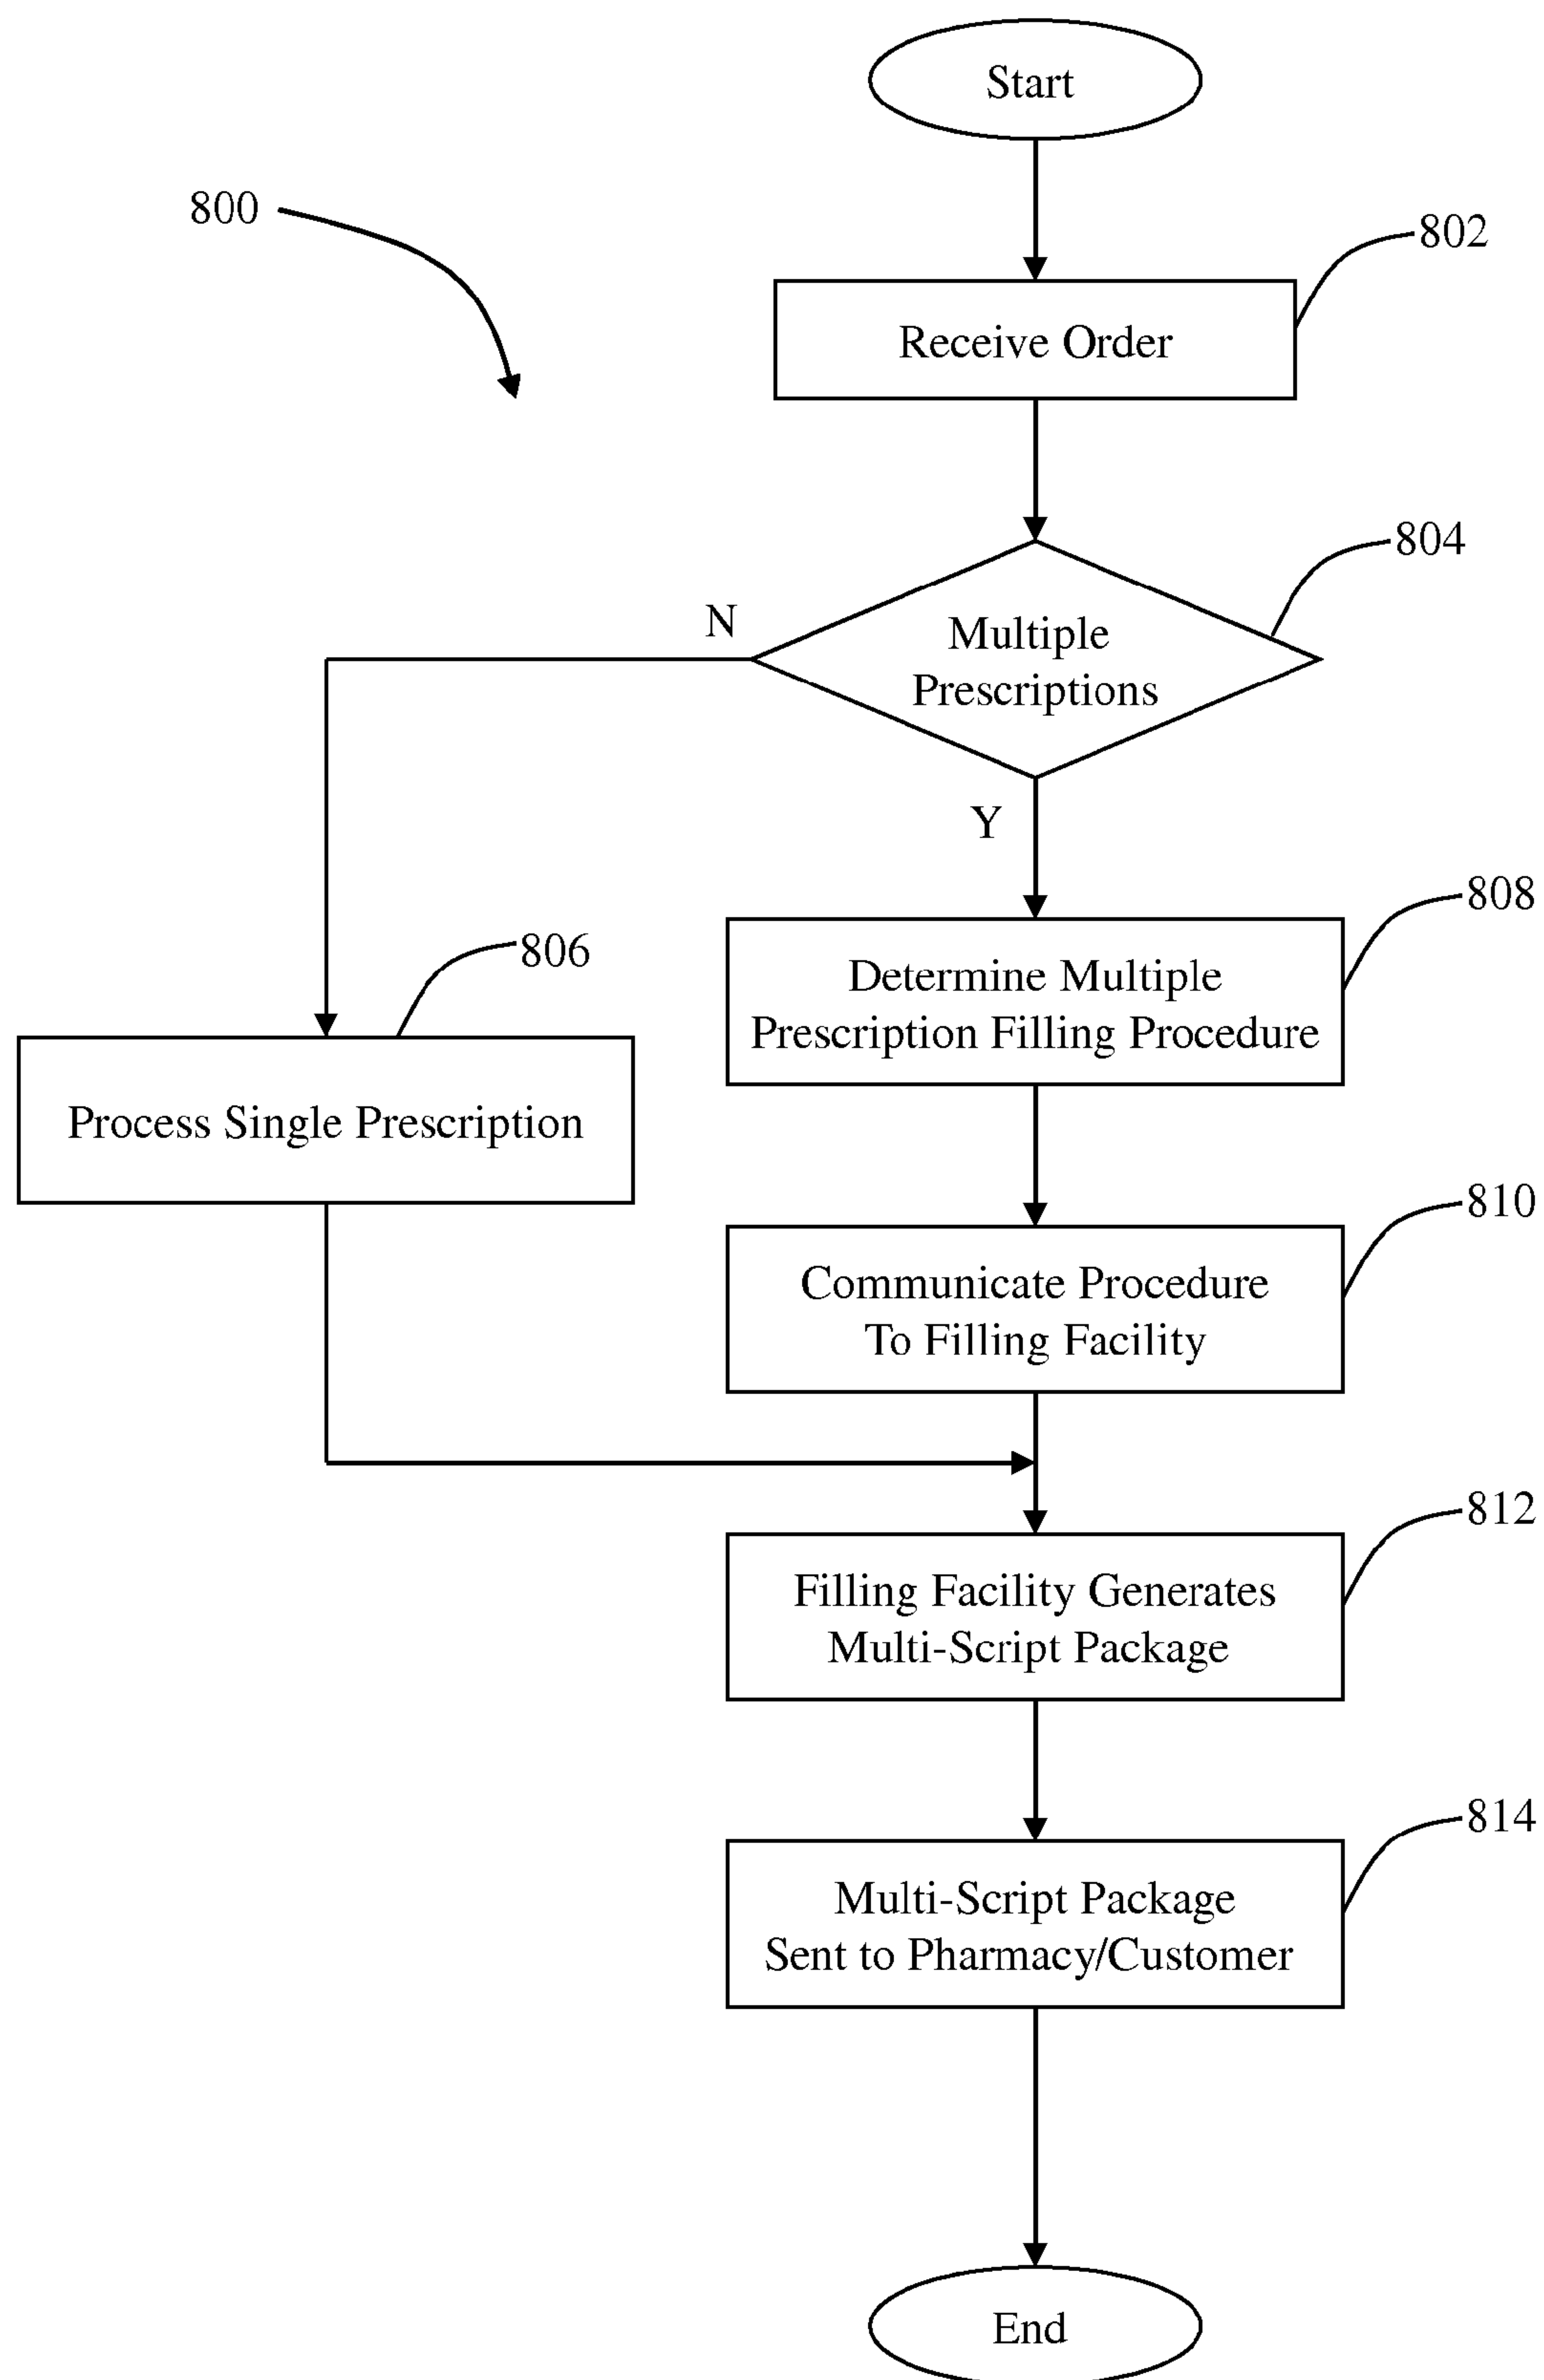 Start
800
802
Receive Order
804
N
Multiple
Prescriptions
Y
808
806
Determine Multiple
Prescription Filling Procedure
Process Single Prescription
810
Communicate Procedure
To Filling Facility
812
Filling Facility Generates
Multi-Script Package
814
Multi-Script Package
Sent to Pharmacy/Customer
End